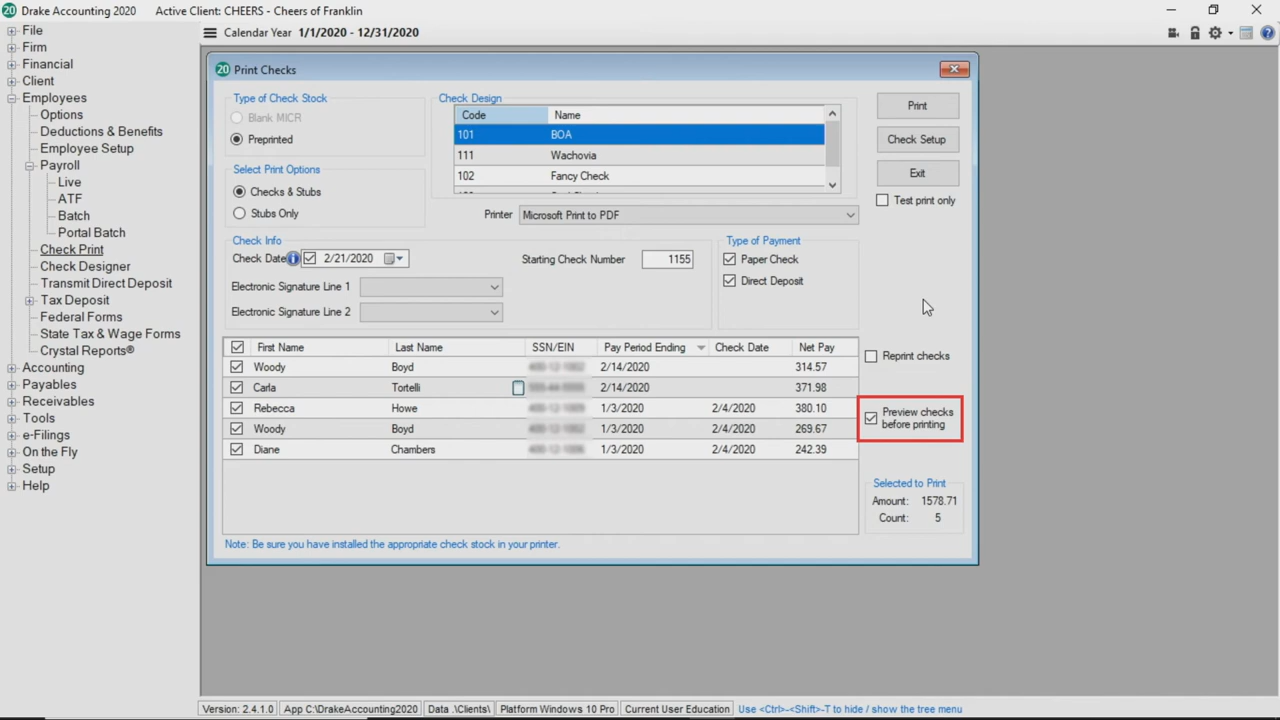 20 Drake Accounting 2020 Active Client: CHEERS - Cheers of Franklin
File
Firm
Financial
Client
Employees
Options
Deductions & Benefits
Employee Setup
Payroll
Live
ATF
Batch
Portal Batch
Check Print
Check Designer
Transmit Direct Deposit
Tax Deposit
Federal Forms
State Tax & Wage Forms
Crystal Reports®
Accounting
Payables
Receivables
Tools
e-Filings
On the Fly
Setup
Help
Calendar Year 1/1/2020 - 12/31/2020
20 Print Checks
Type of Check Stock
Blank MICR
Preprinted
Select Print Options
Checks & Stubs
Stubs Only
Check Design
Code Name
101 BOA
111 Wachovia
102 Fancy Check
Printer Microsoft Print to PDF
Print
Check Setup
Exit
Test print only
Check Info
Check Date 2/21/2020
Starting Check Number 1155
Electronic Signature Line 1
Electronic Signature Line 2
Type of Payment
Paper Check
Direct Deposit
First Name Last Name SSN/EIN Pay Period Ending Check Date Net Pay
Woody Boyd 2/14/2020 314.57
Carla Tortelli 2/14/2020 371.98
Rebecca Howe 1/3/2020 2/4/2020 380.10
Woody Boyd 1/3/2020 2/4/2020 269.67
Diane Chambers 1/3/2020 2/4/2020 242.39
Reprint checks
Preview checks
before printing
Selected to Print
Amount: 1578.71
Count: 5
Note: Be sure you have installed the appropriate check stock in your printer.
Version: 2.4.1.0 App C:\DrakeAccounting2020 Data .\Clients\ Platform Windows 10 Pro Current User Education Use <Ctrl>-<Shift>-T to hide / show the tree menu